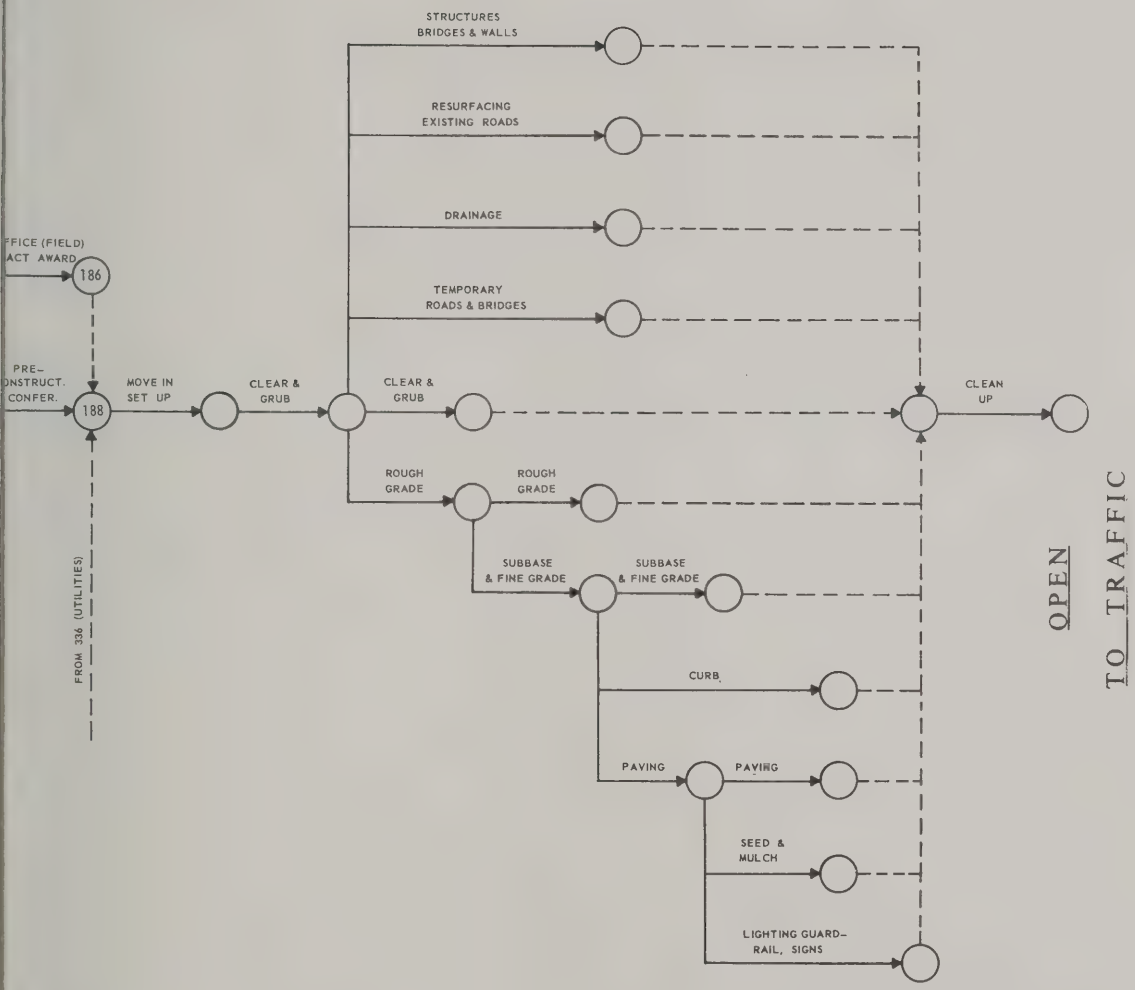 STRUCTURES
BRIDGES & WALLS
RESURFACING
EXISTING ROADS
DRAINAGE
(FIELD)
ACT AWARD
186
TEMPORARY
ROADS & BRIDGES
PRE-
CONFER.
188
MOVE IN
SET UP
CLEAR &
GRUB
CLEAR &
GRUB
CLEAN
UP
ROUGH
GRADE
ROUGH
GRADE
SUBBASE
& FINE GRADE
SUBBASE
& FINE GRADE
FROM 336 (UTILITIES)
CURB
PAVING
PAVING
SEED &
MULCH
LIGHTING GUARD-
RAIL, SIGNS
OPEN
TO TRAFFIC